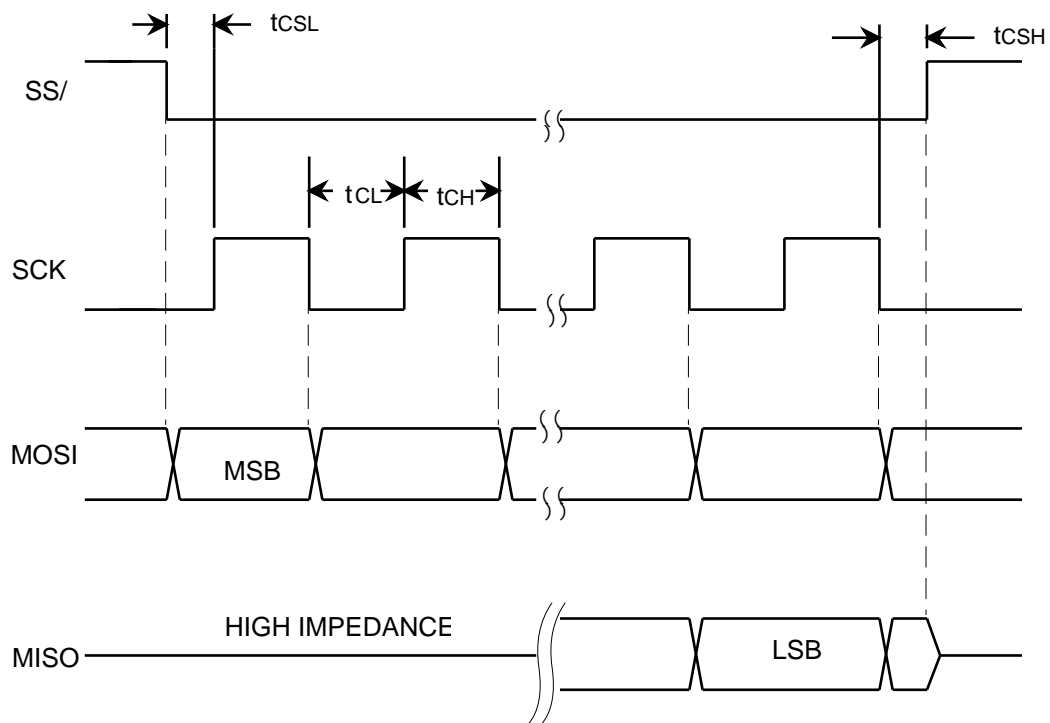 tCSL
tCSH
SS/
tCL
tCH
SCK
MOSI
MSB
HIGH IMPEDANCE
MISO
LSB